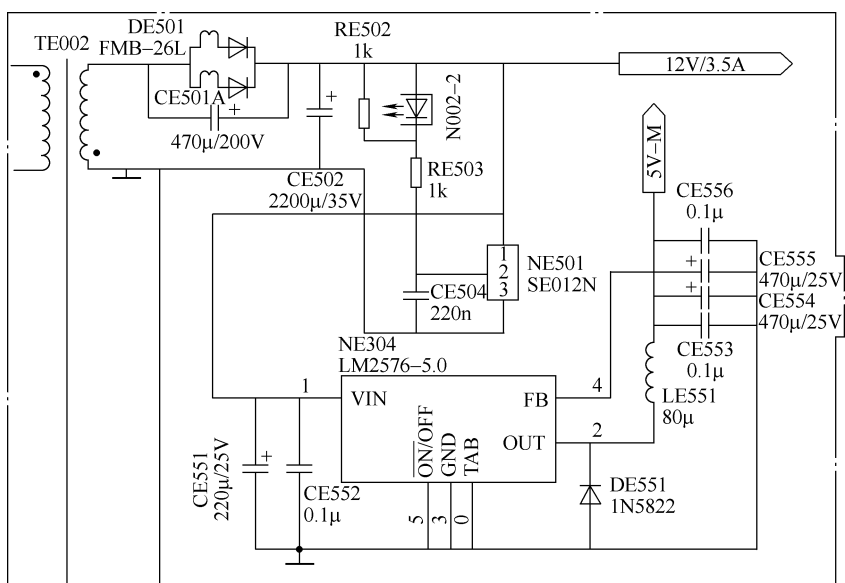 DE501
FMB-26L
TE002
RE502
1k
12V/3.5A
CE501A
+
470μ/200V
+
N002-2
5V-M
RE503
1k
CE502
2200μ/35V
CE556
0.1μ
1
2
3
NE501
SE012N
+
CE555
470μ/25V
+
CE554
470μ/25V
CE504
220n
CE553
0.1μ
NE304
LM2576-5.0
LE551
80μ
1
VIN
FB
4
OUT
2
ON/OFF
GND
TAB
CE551
220μ/25V
+
CE552
0.1μ
DE551
1N5822
5
3
0